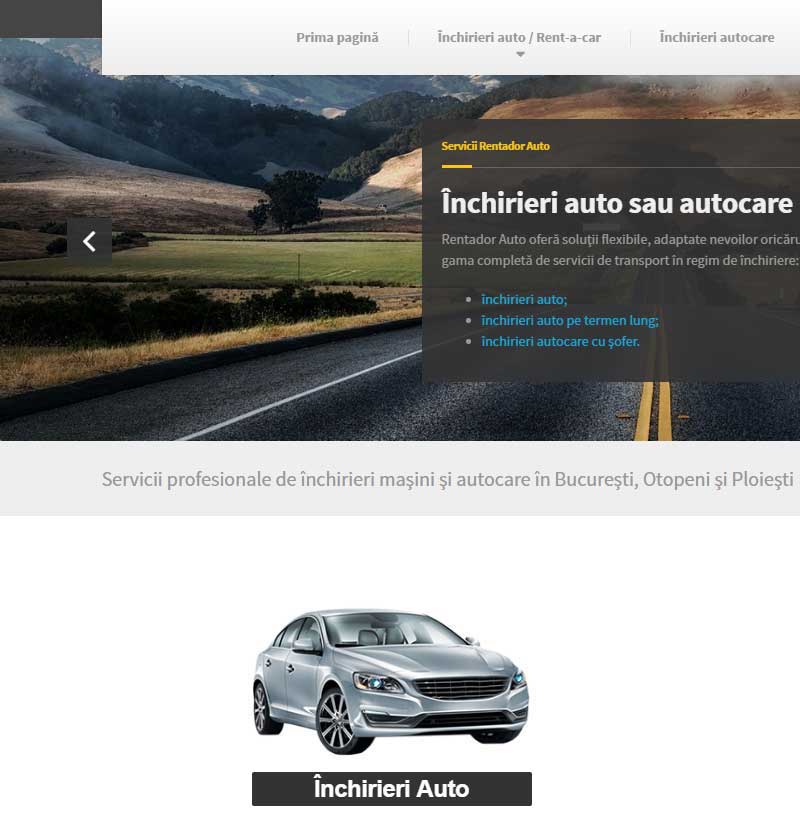 Prima pagină
Închirieri auto / Rent-a-car
Închirieri autocare
Servicii Rentador Auto
Închirieri auto sau autocare
Rentador Auto oferă soluţii flexibile, adaptate nevoilor
gama completă de servicii de transport în regim de închiriere:
închirieri auto;
închirieri auto pe termen lung;
închirieri autocare cu şofer.
Servicii profesionale de închirieri maşini şi autocare în Bucureşti, Otopeni şi Ploieşti
Închirieri Auto